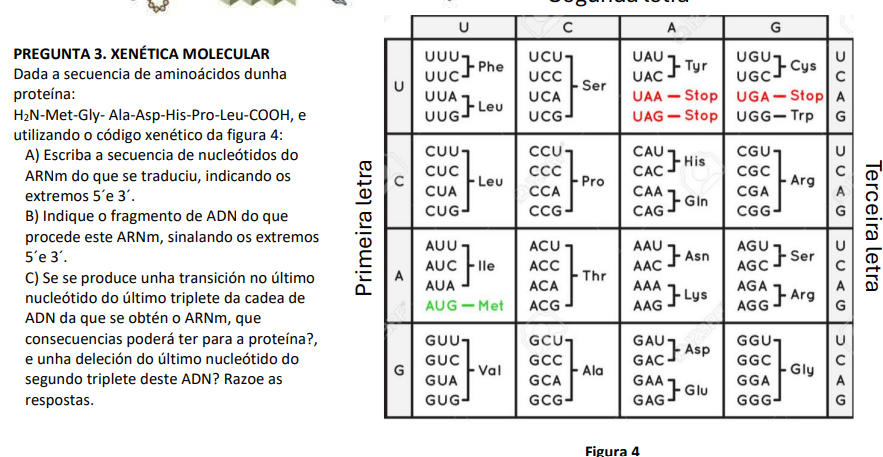 Segunda letra
PREGUNTA 3. XENÉTICA MOLECULAR
Dada a secuencia de aminoácidos dunha
proteína:
H₂N-Met-Gly- Ala-Asp-His-Pro-Leu-COOH, e
utilizando o código xenético da figura 4:
A) Escriba a secuencia de nucleótidos do
ARNm do que se traduciu, indicando os
extremos 5´e 3´.
B) Indique o fragmento de ADN do que
procede este ARNm, sinalando os extremos
5´e 3´.
C) Se se produce unha transición no último
nucleótido do último triplete da cadea de
ADN da que se obtén o ARNm, que
consecuencias poderá ter para a proteína?,
e unha deleción do último nucleótido do
segundo triplete deste ADN? Razoe as
respostas.
Primeira letra
U C A G
U
UUU UUC Phe
UUA UUG Leu
UCU UCC UCA UCG Ser
UAU UAC Tyr
UAA — Stop
UAG — Stop
UGU UGC Cys
UGA — Stop
UGG — Trp
U C A G
C
CUU CUC CUA CUG Leu
CCU CCC CCA CCG Pro
CAU CAC His
CAA CAG Gln
CGU CGC CGA CGG Arg
U C A G
A
AUU AUC AUA Ile
AUG — Met
ACU ACC ACA ACG Thr
AAU AAC Asn
AAA AAG Lys
AGU AGC Ser
AGA AGG Arg
U C A G
G
GUU GUC GUA GUG Val
GCU GCC GCA GCG Ala
GAU GAC Asp
GAA GAG Glu
GGU GGC GGA GGG Gly
U C A G
Terceira letra
Figura 4